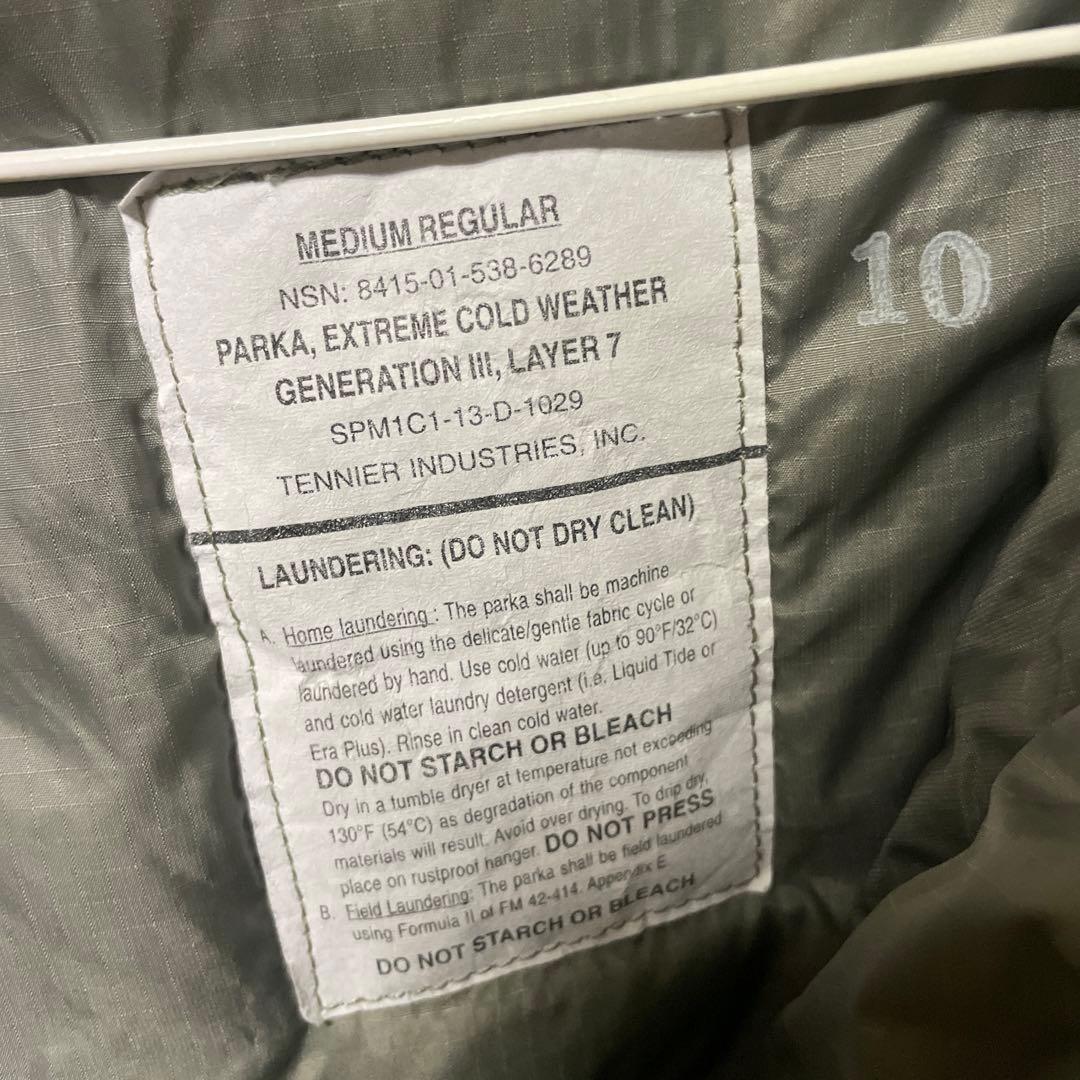 MEDIUM REGULAR
NSN: 8415-01-538-6289
PARKA, EXTREME COLD WEATHER
GENERATION III, LAYER 7
SPM1C1-13-D-1029
TENNIER INDUSTRIES, INC.
10
LAUNDERING: (DO NOT DRY CLEAN)
A. Home laundering : The parka shall be machine
laundered using the delicate/gentle fabric cycle or
laundered by hand. Use cold water (up to 90°F/32°C)
and cold water laundry detergent (i.e. Liquid Tide or
Era Plus). Rinse in clean cold water.
DO NOT STARCH OR BLEACH
Dry in a tumble dryer at temperature not exceeding
130°F (54°C) as degradation of the component
materials will result. Avoid over drying. To drip dry,
place on rustproof hanger. DO NOT PRESS
B. Field Laundering: The parka shall be field laundered
using Formula II of FM 42-414. Appendix E
DO NOT STARCH OR BLEACH